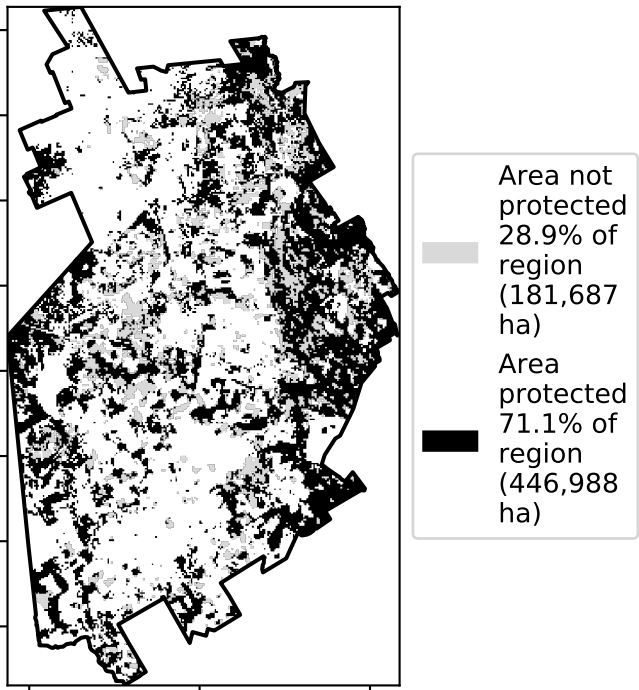 Area not
protected
28.9% of
region
(181,687
ha)
Area
protected
71.1% of
region
(446,988
ha)